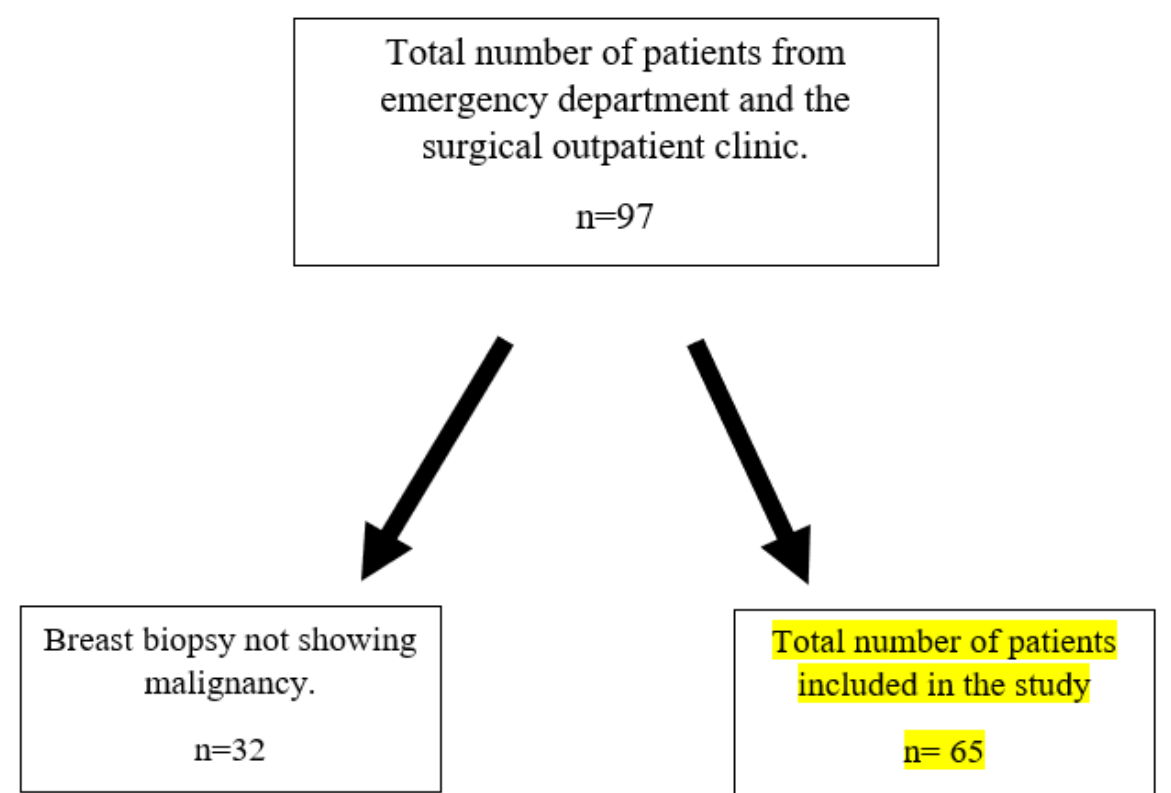 Total number of patients from
emergency department and the
surgical outpatient clinic.
n=97
Breast biopsy not showing
malignancy.
n=32
Total number of patients
included in the study
n= 65